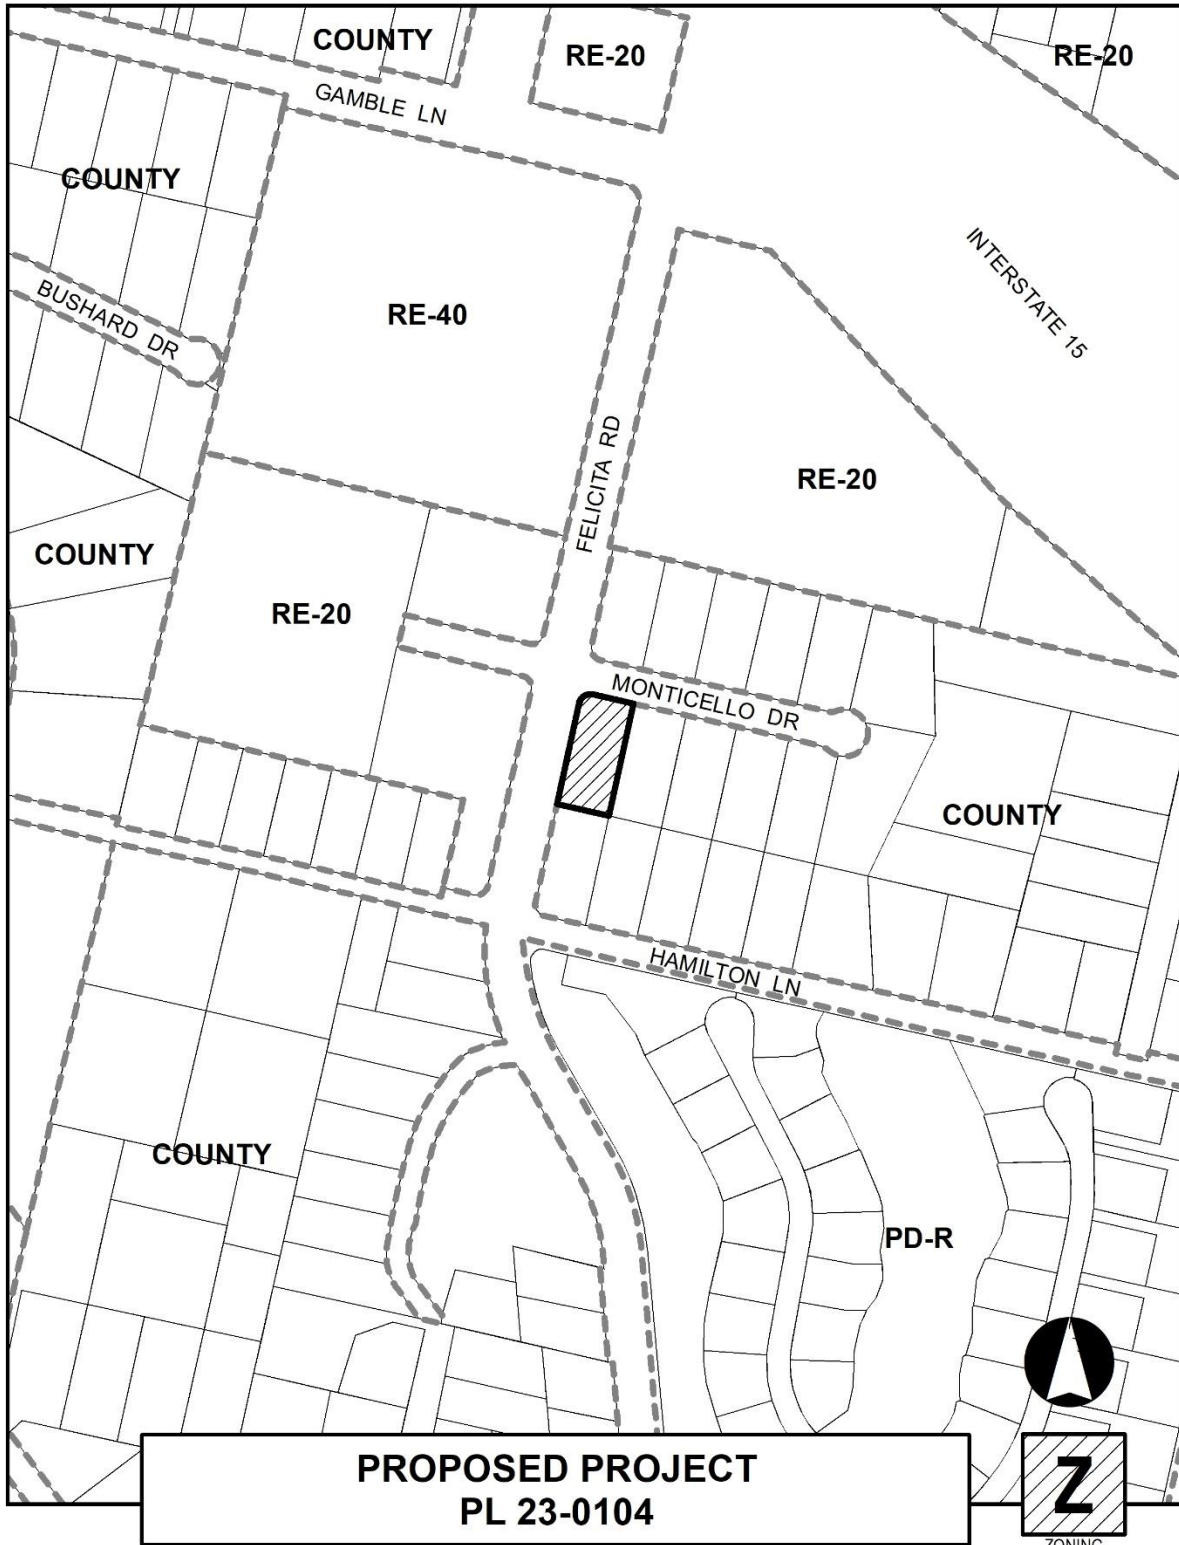 COUNTY
RE-20
RE-20
GAMBLE LN
COUNTY
INTERSTATE 15
BUSHARD DR
RE-40
FELICITA RD
RE-20
COUNTY
RE-20
MONTICELLO DR
COUNTY
HAMILTON LN
COUNTY
PD-R
PROPOSED PROJECT
PL 23-0104
Z
ZONING